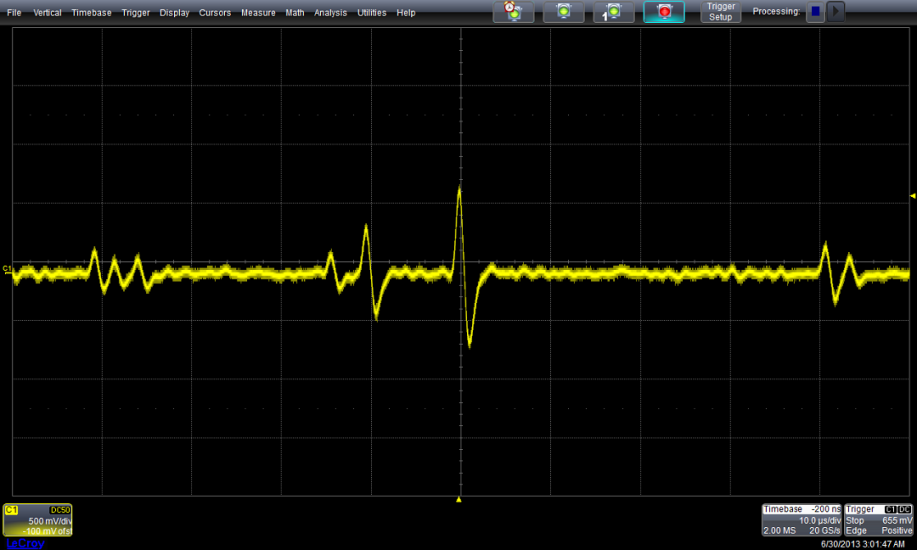 File Vertical Timebase Trigger Display Cursors Measure Math Analysis Utilities Help
1
Trigger
Setup
Processing:
C1
C1 DC50
500 mV/div
-100 mV ofst
LeCroy
Timebase -200 ns
10.0 µs/div
2.00 MS 20 GS/s
Trigger C1 DC
Stop 655 mV
Edge Positive
6/30/2013 3:01:47 AM